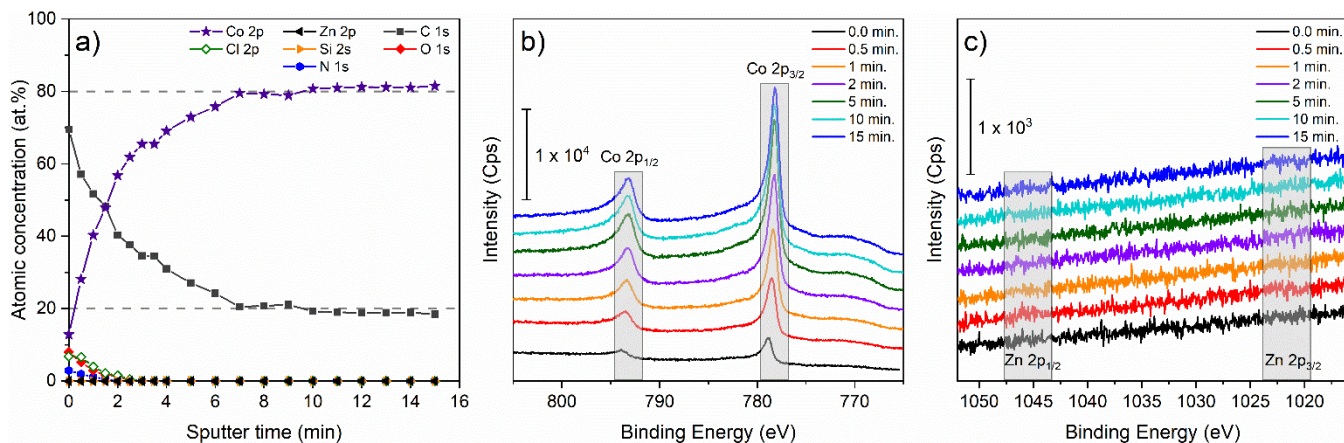 a)
Co 2p Zn 2p C 1s
Cl 2p Si 2s O 1s
N 1s
100
80
60
40
20
0
Atomic concentration (at.%)
0 2 4 6 8 10 12 14 16
Sputter time (min)
b)
0.0 min.
0.5 min.
1 min.
2 min.
5 min.
10 min.
15 min.
Co 2p3/2
1 x 10⁴
Co 2p1/2
Intensity (Cps)
800 790 780 770
Binding Energy (eV)
c)
0.0 min.
0.5 min.
1 min.
2 min.
5 min.
10 min.
15 min.
1 x 10³
Intensity (Cps)
Zn 2p1/2
Zn 2p3/2
1050 1045 1040 1035 1030 1025 1020
Binding Energy (eV)